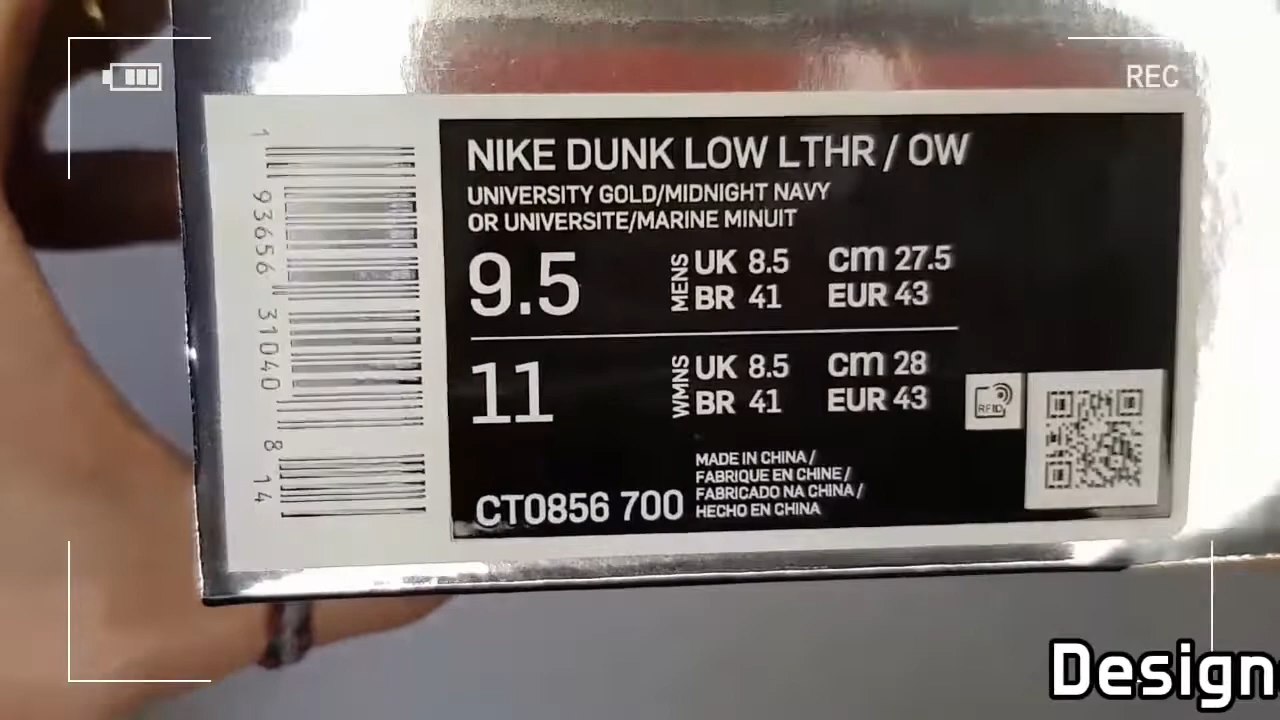 REC
NIKE DUNK LOW LTHR / OW
UNIVERSITY GOLD/MIDNIGHT NAVY
OR UNIVERSITE/MARINE MINUIT
9.5 MENS UK 8.5 cm 27.5
BR 41 EUR 43
11 WMNS UK 8.5 cm 28
BR 41 EUR 43
RFID
MADE IN CHINA /
FABRIQUE EN CHINE /
FABRICADO NA CHINA /
HECHO EN CHINA
CT0856 700
1 93656 31040 8 14
Design